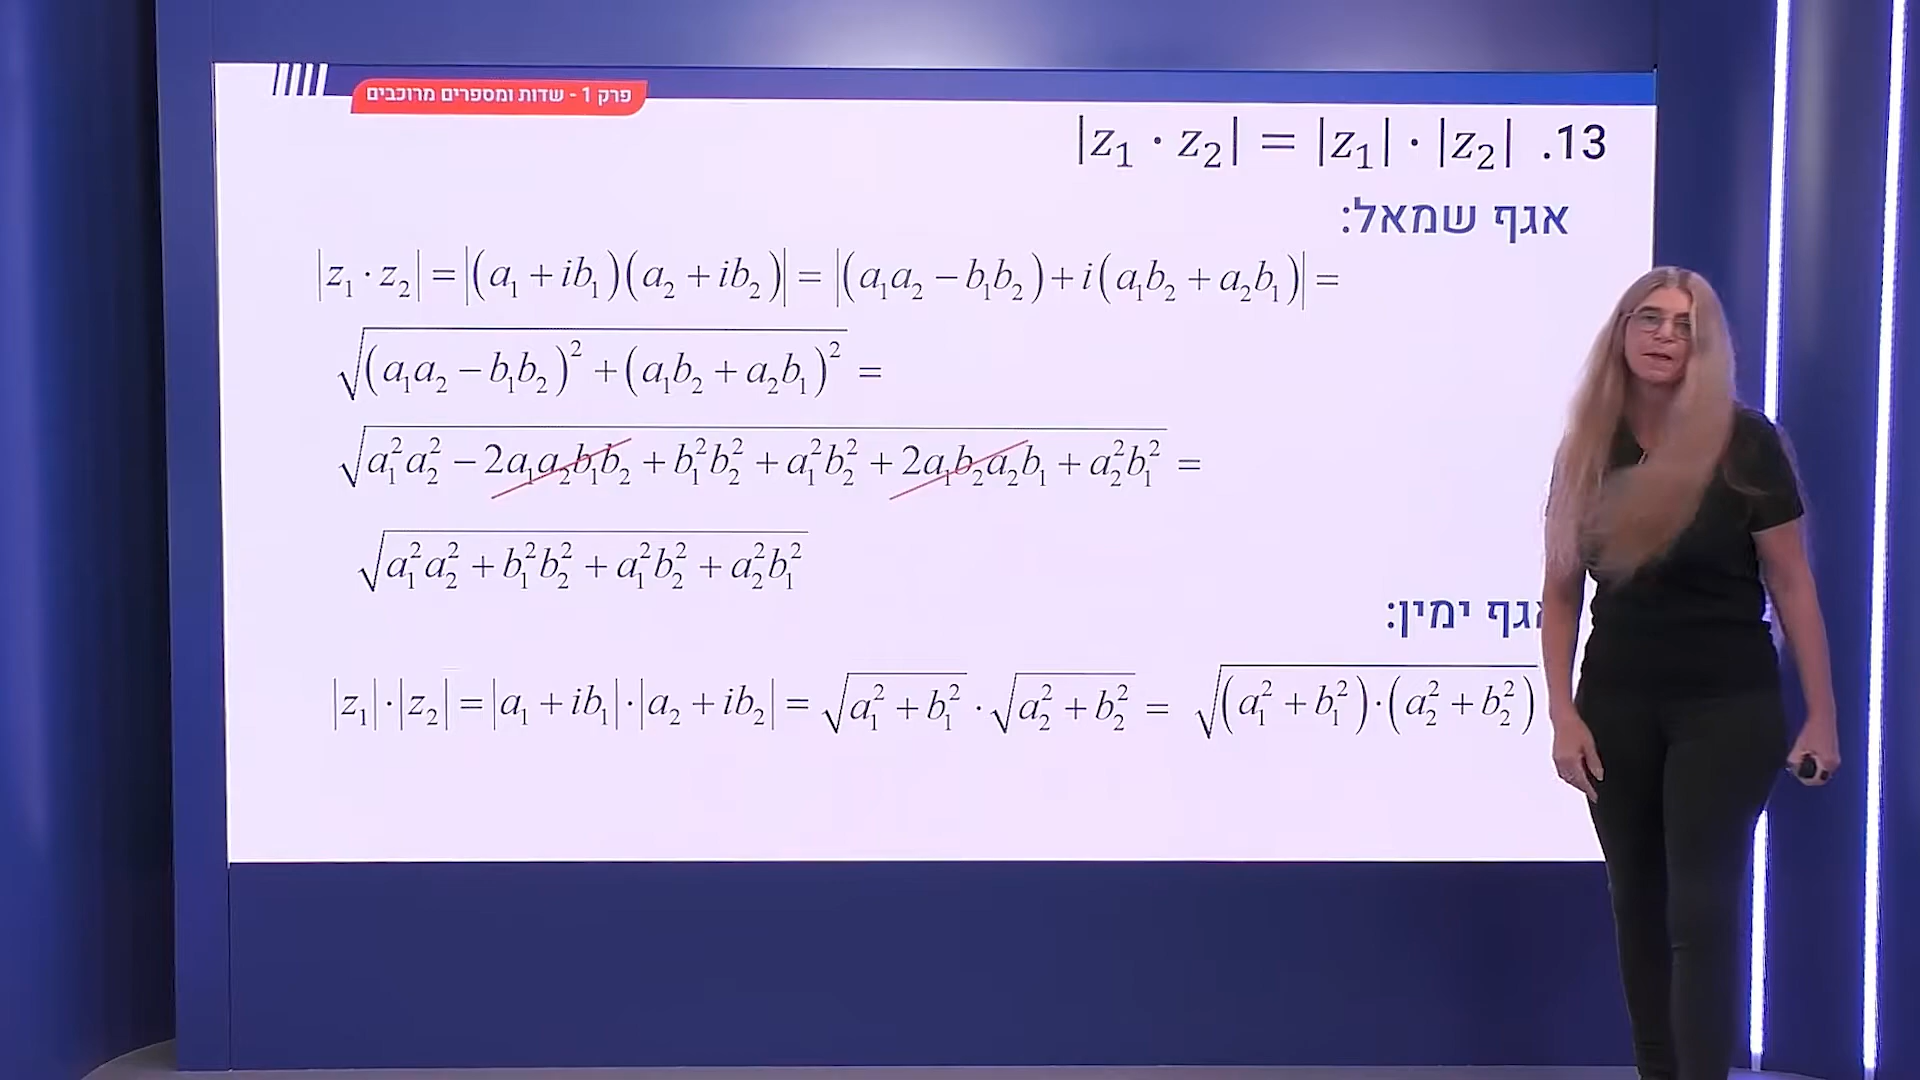 פרק 1 - שדות ומספרים מרוכבים
13. |z₁ · z₂| = |z₁| · |z₂|
אגף שמאל:
|z₁ · z₂| = |(a₁ + ib₁)(a₂ + ib₂)| = |(a₁a₂ − b₁b₂) + i(a₁b₂ + a₂b₁)| =
√((a₁a₂ − b₁b₂)² + (a₁b₂ + a₂b₁)²) =
√(a₁²a₂² − 2a₁a₂b₁b₂ + b₁²b₂² + a₁²b₂² + 2a₁b₂a₂b₁ + a₂²b₁²) =
√(a₁²a₂² + b₁²b₂² + a₁²b₂² + a₂²b₁²)
אגף ימין:
|z₁| · |z₂| = |a₁ + ib₁| · |a₂ + ib₂| = √(a₁² + b₁²) · √(a₂² + b₂²) = √((a₁² + b₁²) · (a₂² + b₂²))